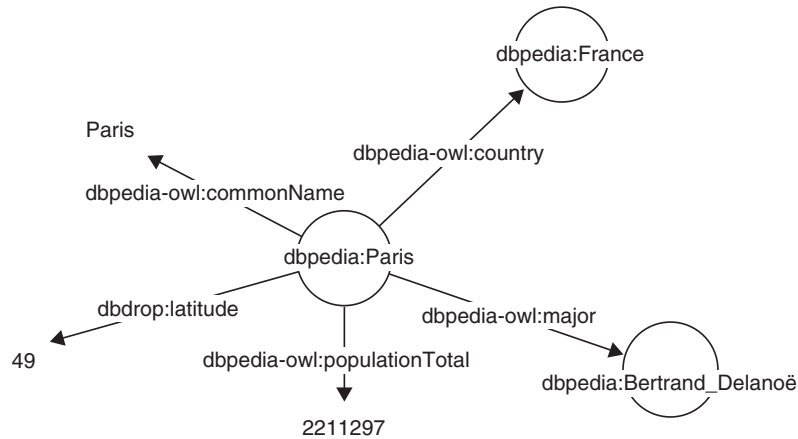 dbpedia:France
Paris
dbpedia-owl:country
dbpedia-owl:commonName
dbpedia:Paris
dbdrop:latitude
dbpedia-owl:major
49
dbpedia-owl:populationTotal
dbpedia:Bertrand_Delanoë
2211297